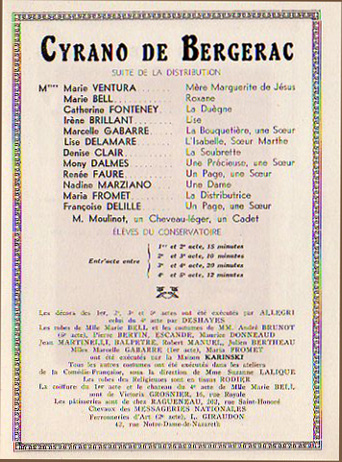 CYRANO DE BERGERAC
SUITE DE LA DISTRIBUTION
Mmes Marie VENTURA Mère Marguerite de Jésus
Marie BELL Roxane
Catherine FONTENEY La Duègne
Irène BRILLANT Lise
Marcelle GABARRE La Bouquetière, une Sœur
Lise DELAMARE L'Isabelle, Sœur Marthe
Denise CLAIR La Soubrette
Mony DALMES Une Précieuse, une Sœur
Renée FAURE Un Page, une Sœur
Nadine MARZIANO Une Dame
Maria FROMET La Distributrice
Françoise DELILLE Un Page, une Sœur
M. Moulinot, un Cheveau-léger, un Cadet
ÉLÈVES DU CONSERVATOIRE
Entr'acte entre
1er et 2e acte, 15 minutes
2e et 3e acte, 10 minutes
3e et 4e acte, 20 minutes
4e et 5e acte, 12 minutes
Les décors des 1er, 2e, 3e et 5e actes ont été exécutés par ALLEGRI
celui du 4e acte par DESHAYES
Les robes de Mlle Marie BELL et les costumes de MM. André BRUNOT
(4e acte), Pierre BERTIN, ESCANDE, Maurice DONNEAUD
Jean MARTINELLI, BALPETRE, Robert MANUEL, Julien BERTHEAU
Mlles Marcelle GABARRE (1er acte), Maria FROMET
ont été exécutés par la Maison KARINSKI
Tous les autres costumes ont été exécutés dans les ateliers
de la Comédie-Française, sous la direction de Mme Suzanne LALIQUE
Les robes des Religieuses sont en tissus RODIER
La coiffure du 1er acte et le chapeau du 4e acte de Mlle Marie BELL
sont de Victoria GROSNIER, 16, rue Royale
Les pâtisseries sont de chez RAGUENEAU, 202, rue Saint-Honoré
Chevaux des MESSAGERIES NATIONALES
Ferronneries d'Art (2e acte), L. GIRAUDON
62, rue Notre-Dame-de-Nazareth